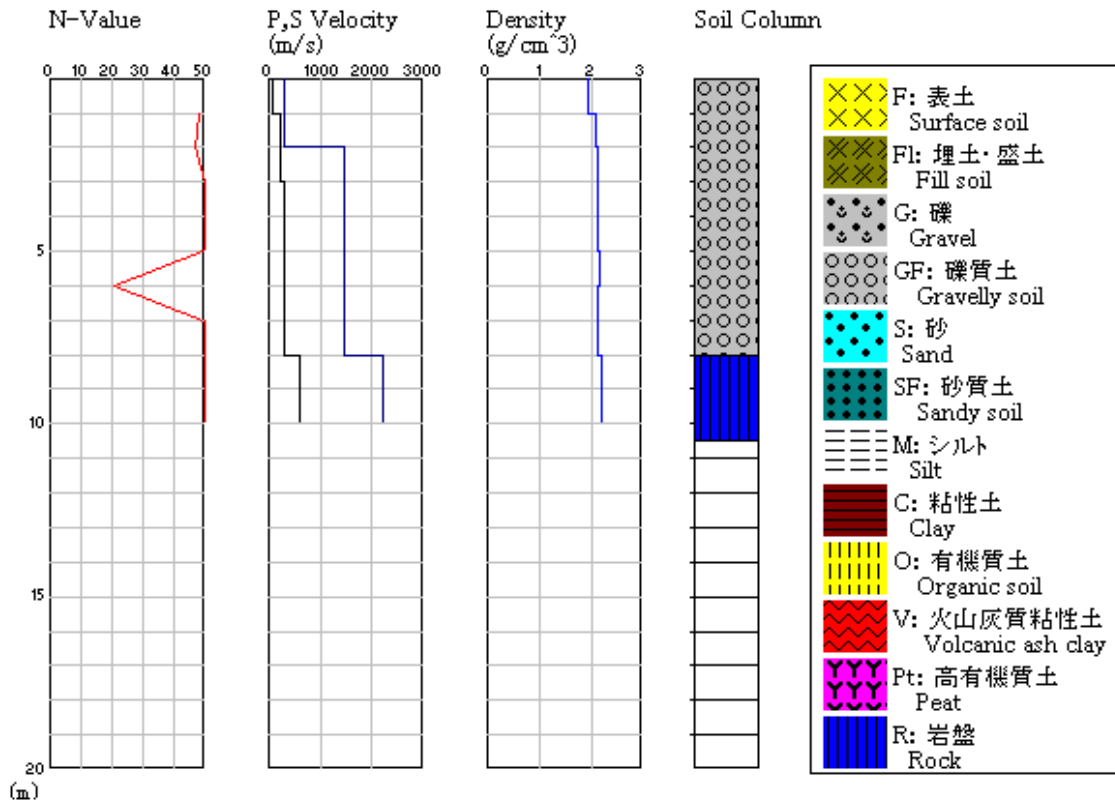 N-Value
P,S Velocity
(m/s)
Density
(g/cm^3)
Soil Column
0 10 20 30 40 50
0 1000 2000 3000
0 1 2 3
5
10
15
20
(m)
F: 表土
Surface soil
Fl: 埋土・盛土
Fill soil
G: 礫
Gravel
GF: 礫質土
Gravelly soil
S: 砂
Sand
SF: 砂質土
Sandy soil
M: シルト
Silt
C: 粘性土
Clay
O: 有機質土
Organic soil
V: 火山灰質粘性土
Volcanic ash clay
Pt: 高有機質土
Peat
R: 岩盤
Rock